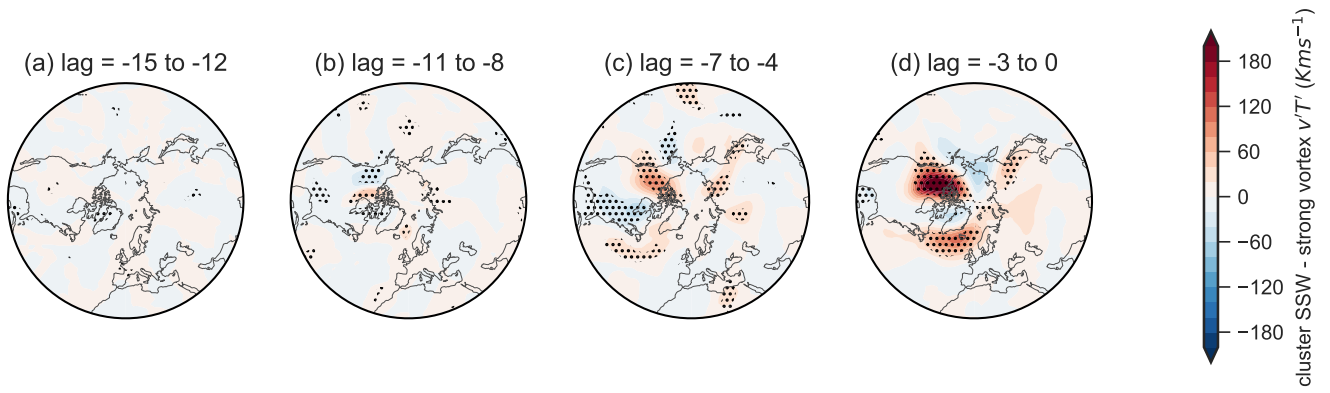 (a) lag = -15 to -12
(b) lag = -11 to -8
(c) lag = -7 to -4
(d) lag = -3 to 0
180
120
60
0
−60
−120
−180
cluster SSW - strong vortex v′T′ (Kms⁻¹)